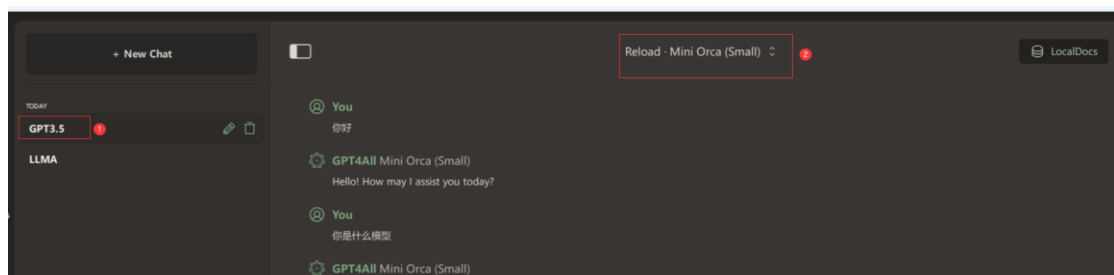 + New Chat
Reload · Mini Orca (Small)
2
LocalDocs
TODAY
GPT3.5
1
LLMA
You
你好
GPT4All Mini Orca (Small)
Hello! How may I assist you today?
You
你是什么模型
GPT4All Mini Orca (Small)